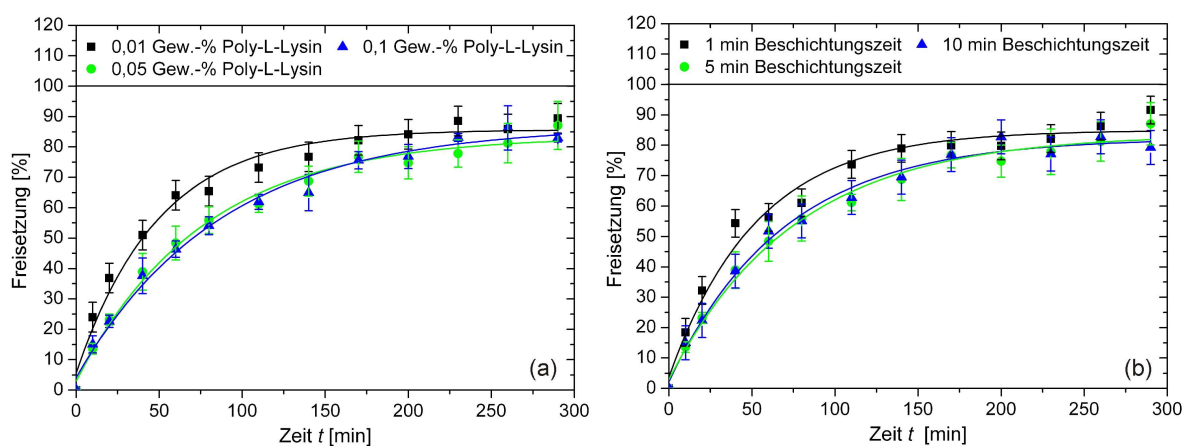 0,01 Gew.-% Poly-L-Lysin 0,1 Gew.-% Poly-L-Lysin
0,05 Gew.-% Poly-L-Lysin
Freisetzung [%]
120
110
100
90
80
70
60
50
40
30
20
10
0
0 50 100 150 200 250 300
Zeit t [min]
(a)
1 min Beschichtungszeit 10 min Beschichtungszeit
5 min Beschichtungszeit
Freisetzung [%]
120
110
100
90
80
70
60
50
40
30
20
10
0
0 50 100 150 200 250 300
Zeit t [min]
(b)